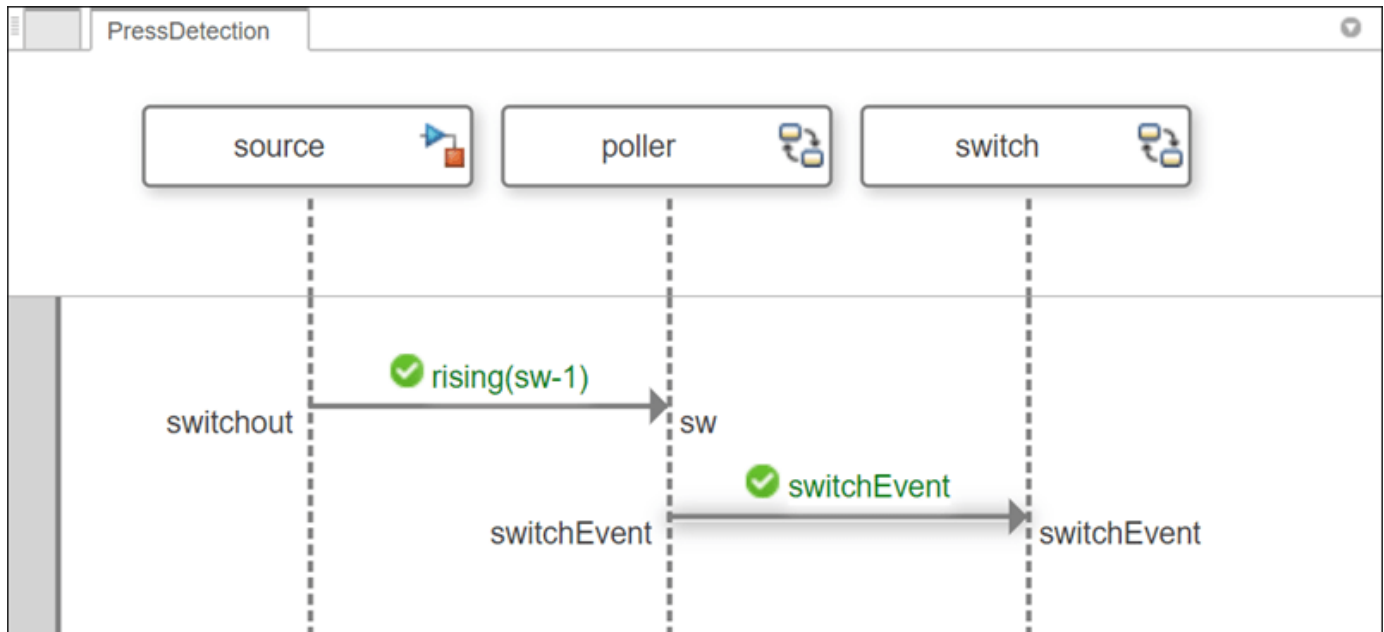 PressDetection
source poller switch
rising(sw-1)
switchout sw
switchEvent
switchEvent switchEvent